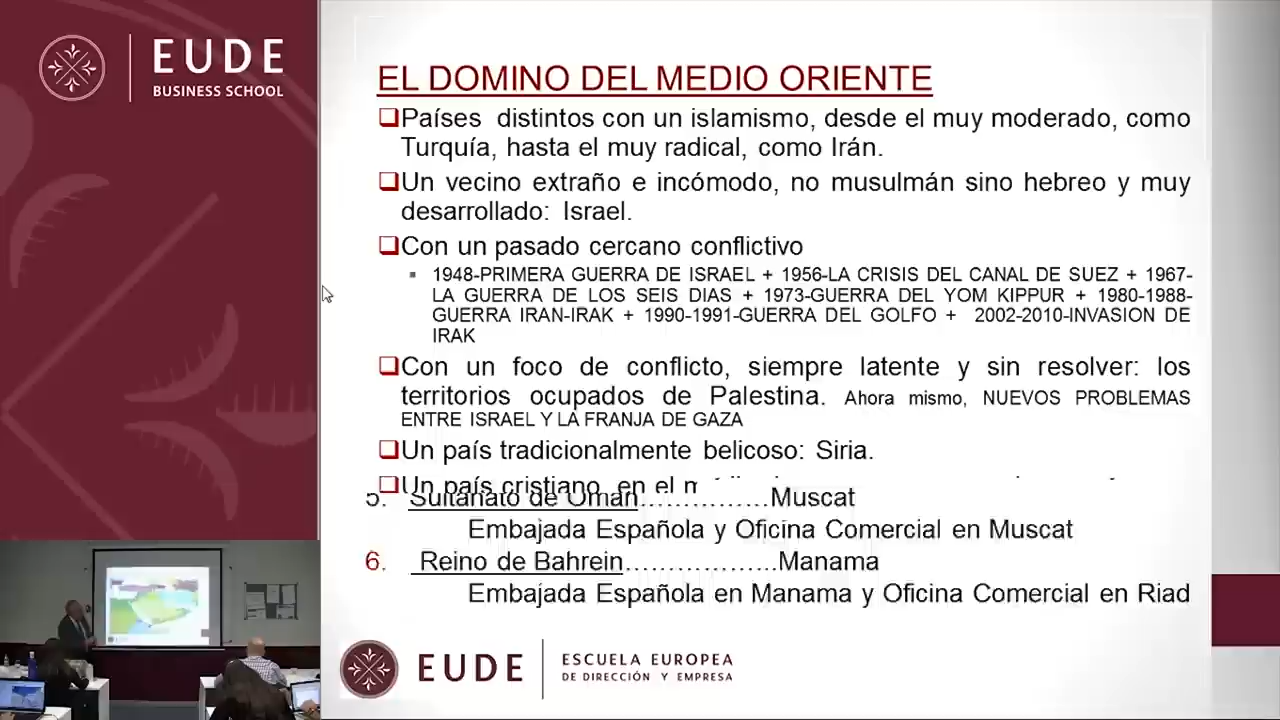 EUDE
BUSINESS SCHOOL
EL DOMINO DEL MEDIO ORIENTE
Países distintos con un islamismo, desde el muy moderado, como
Turquía, hasta el muy radical, como Irán.
Un vecino extraño e incómodo, no musulmán sino hebreo y muy
desarrollado: Israel.
Con un pasado cercano conflictivo
1948-PRIMERA GUERRA DE ISRAEL + 1956-LA CRISIS DEL CANAL DE SUEZ + 1967-
LA GUERRA DE LOS SEIS DIAS + 1973-GUERRA DEL YOM KIPPUR + 1980-1988-
GUERRA IRAN-IRAK + 1990-1991-GUERRA DEL GOLFO + 2002-2010-INVASION DE
IRAK
Con un foco de conflicto, siempre latente y sin resolver: los
territorios ocupados de Palestina. Ahora mismo, NUEVOS PROBLEMAS
ENTRE ISRAEL Y LA FRANJA DE GAZA
Un país tradicionalmente belicoso: Siria.
Un país cristiano en el
5. Sultanato de Omán………………Muscat
Embajada Española y Oficina Comercial en Muscat
6. Reino de Bahrein………………..Manama
Embajada Española en Manama y Oficina Comercial en Riad
EUDE
ESCUELA EUROPEA
DE DIRECCIÓN Y EMPRESA